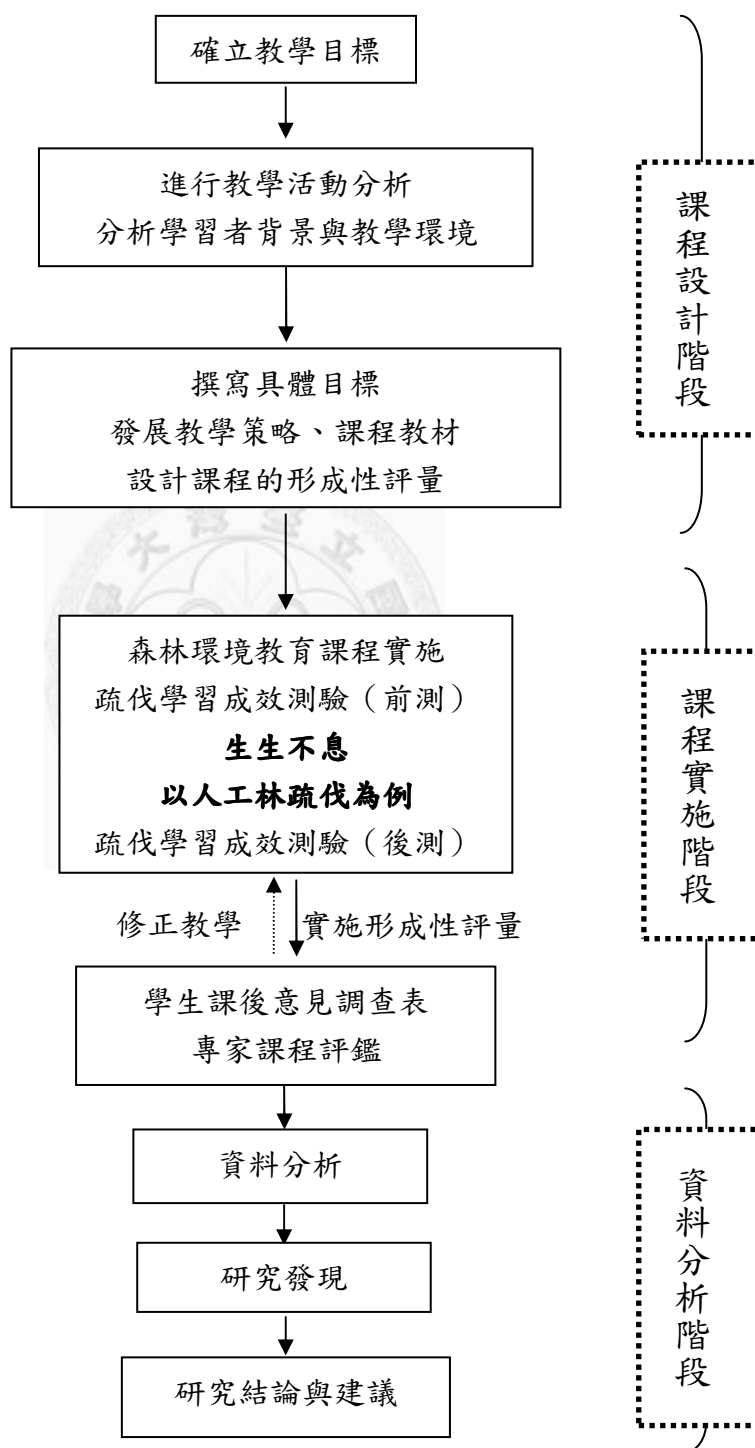 確立教學目標
進行教學活動分析
分析學習者背景與教學環境
撰寫具體目標
發展教學策略、課程教材
設計課程的形成性評量
課程設計階段
森林環境教育課程實施
疏伐學習成效測驗（前測）
生生不息
以人工林疏伐為例
疏伐學習成效測驗（後測）
修正教學
實施形成性評量
學生課後意見調查表
專家課程評鑑
課程實施階段
資料分析
研究發現
研究結論與建議
資料分析階段